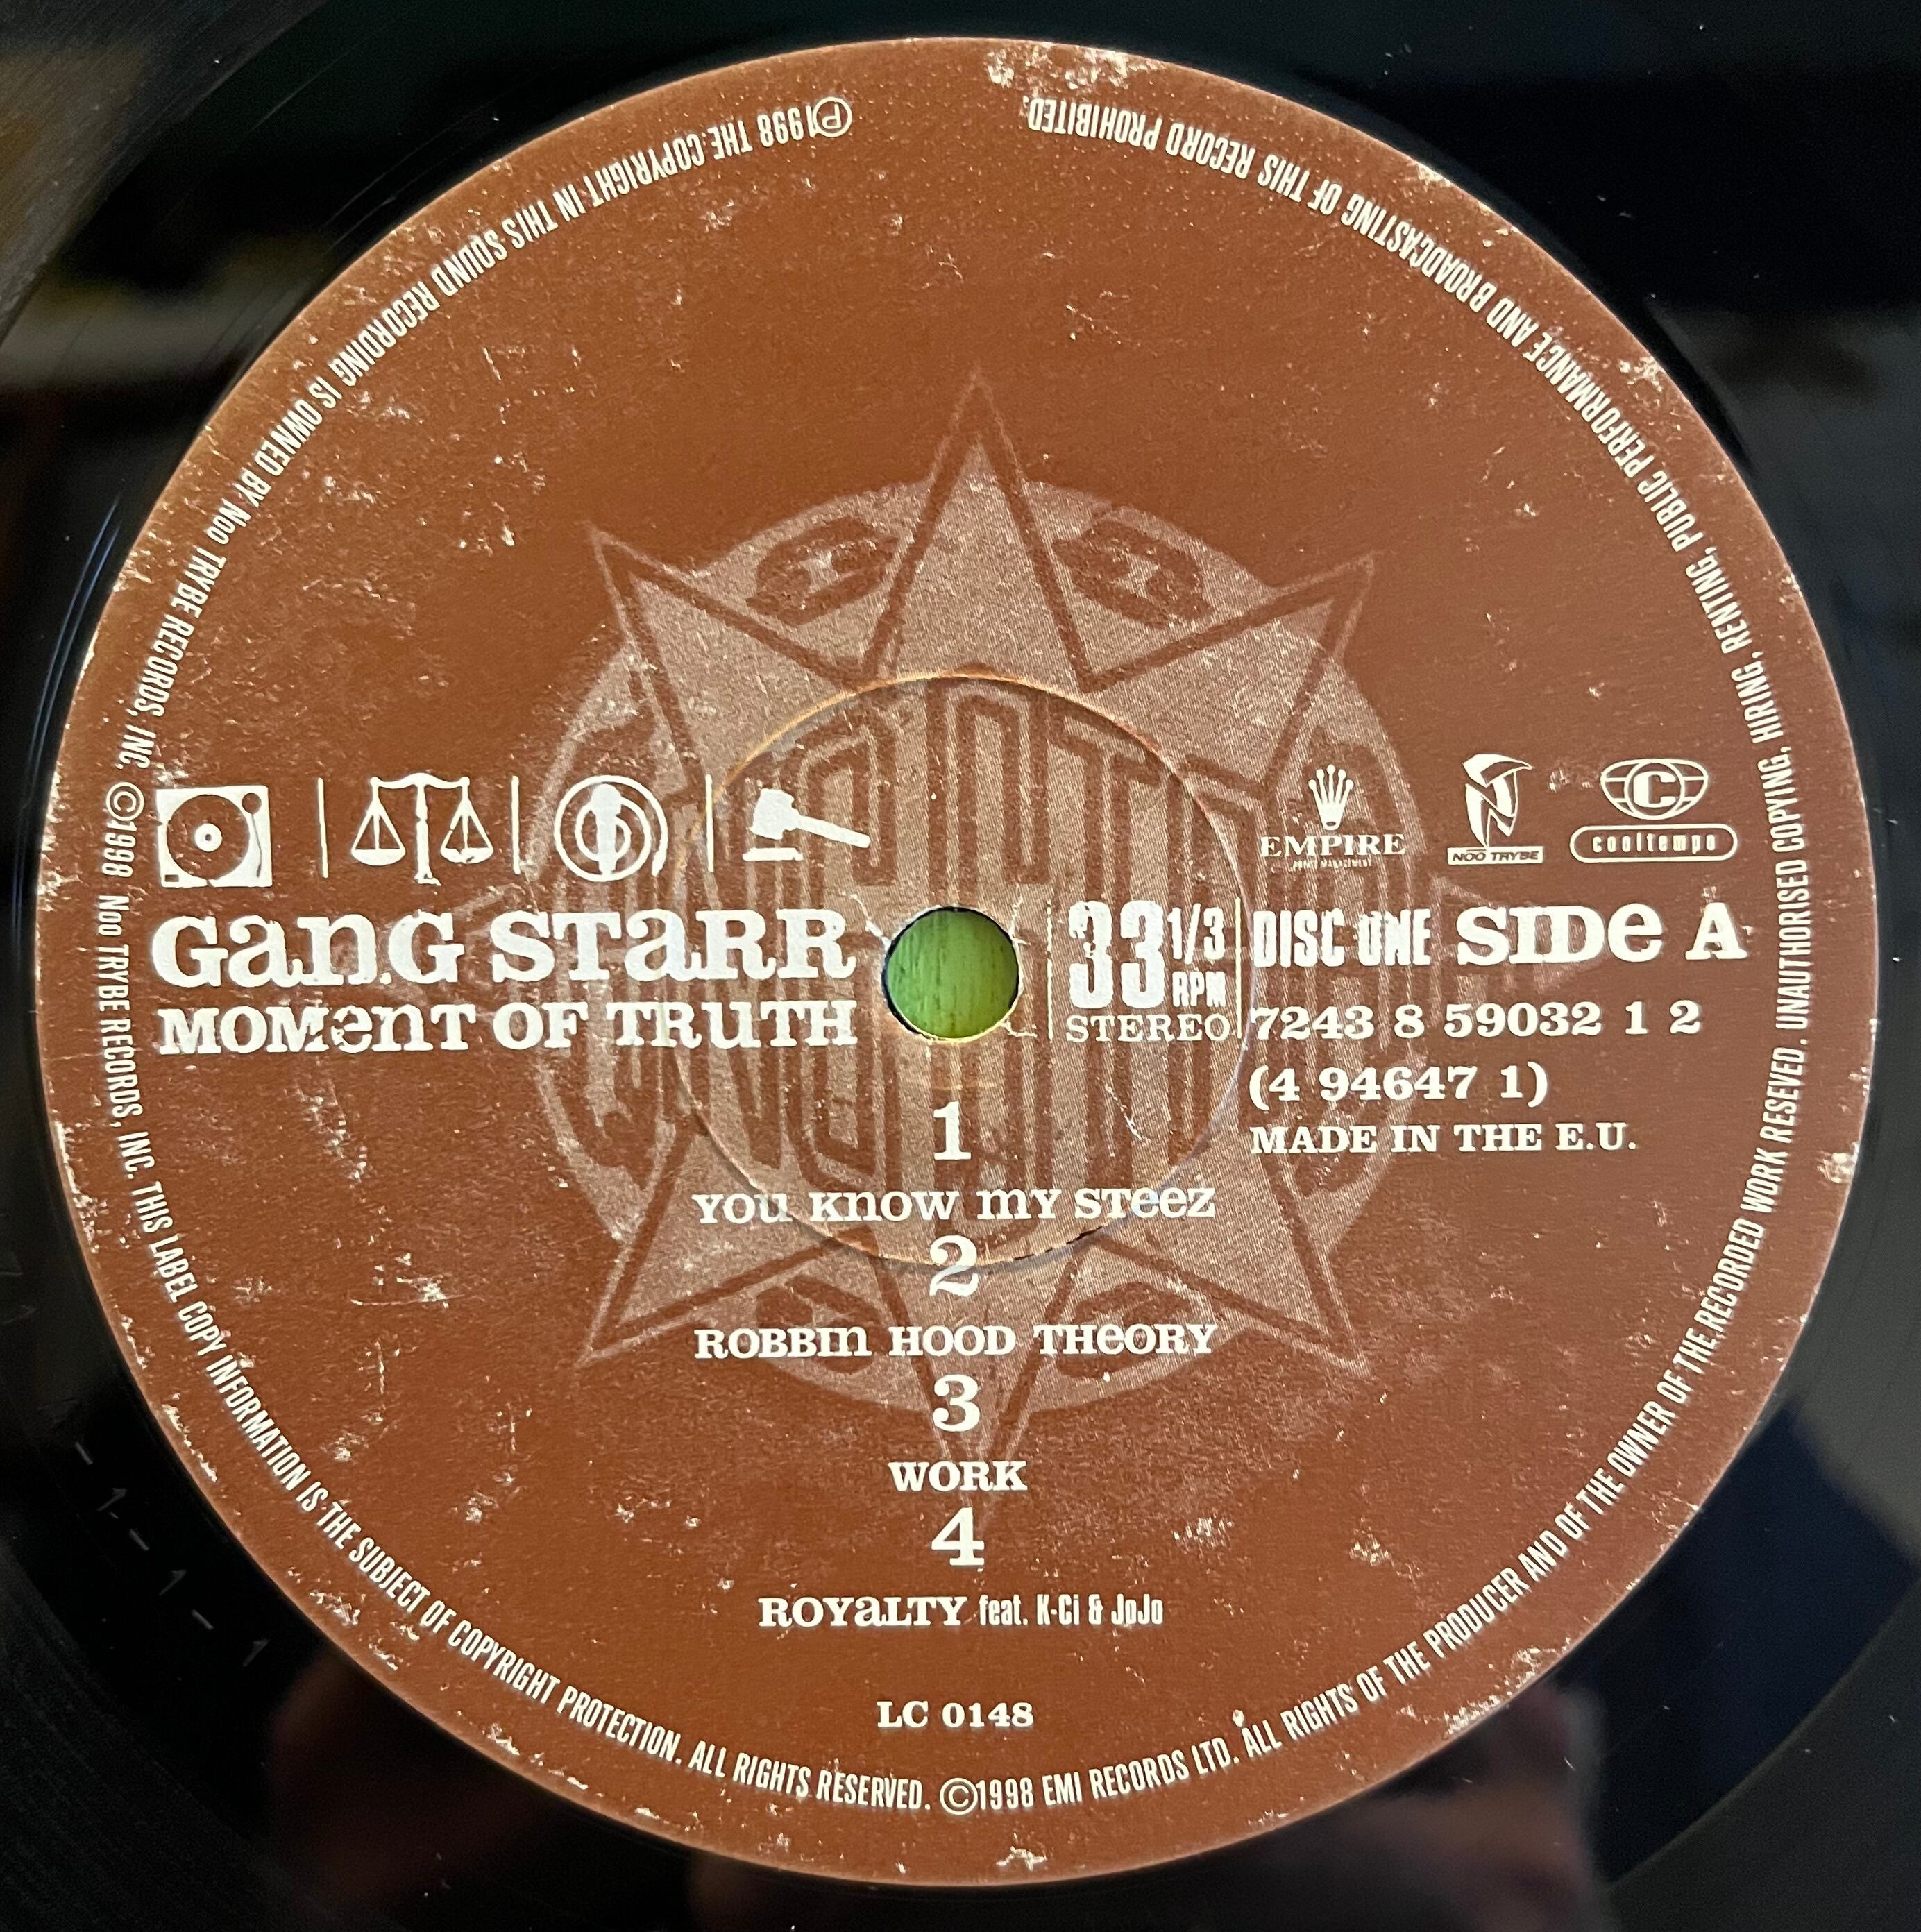 ℗1998 THE COPYRIGHT IN THIS SOUND RECORDING IS OWNED BY Noo TRYBE RECORDS, INC. ©1998 Noo TRYBE RECORDS, INC. THIS LABEL COPY INFORMATION IS THE SUBJECT OF COPYRIGHT PROTECTION. ALL RIGHTS RESERVED. ©1998 EMI RECORDS LTD. ALL RIGHTS OF THE PRODUCER AND OF THE OWNER OF THE RECORDED WORK RESEVED. UNAUTHORISED COPYING, HIRING, RENTING, PUBLIC PERFORMANCE AND BROADCASTING OF THIS RECORD PROHIBITED.
EMPIRE
NOO TRYBE
C
cooltempo
GanG STaRR
MOMenT OF TRuTH
33 1/3
RPM
STEREO
DISC ONE SIDe A
7243 8 59032 1 2
(4 94647 1)
MADE IN THE E.U.
1
YOu KnOW mY STeeZ
2
ROBBIn HOOD THeORY
3
WORK
4
ROYaLTY feat. K-Ci & JoJo
LC 0148